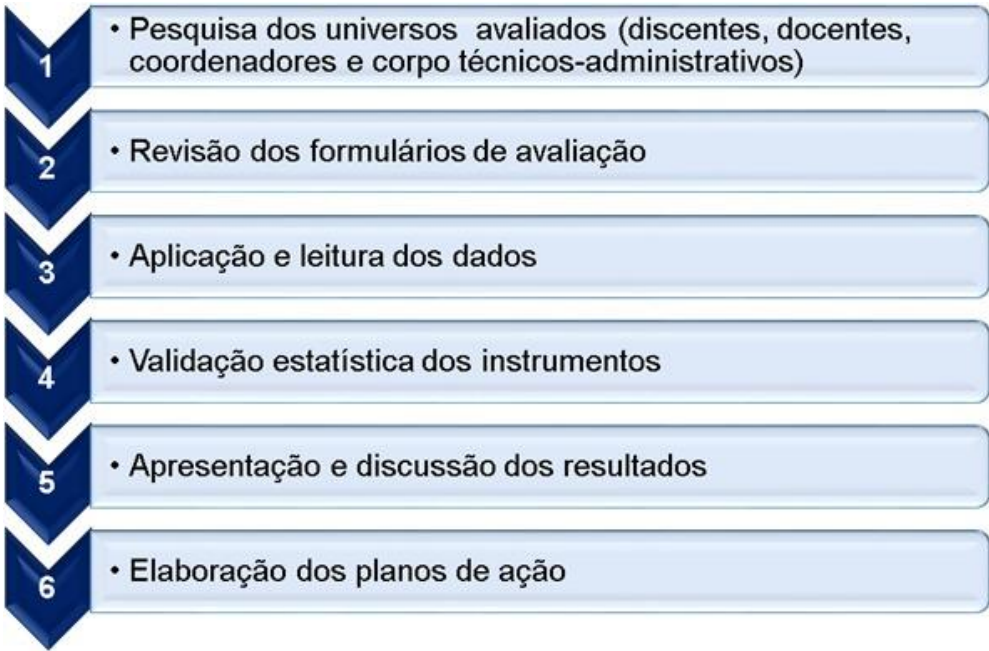 1
• Pesquisa dos universos avaliados (discentes, docentes,
coordenadores e corpo técnicos-administrativos)
2
• Revisão dos formulários de avaliação
3
• Aplicação e leitura dos dados
4
• Validação estatística dos instrumentos
5
• Apresentação e discussão dos resultados
6
• Elaboração dos planos de ação